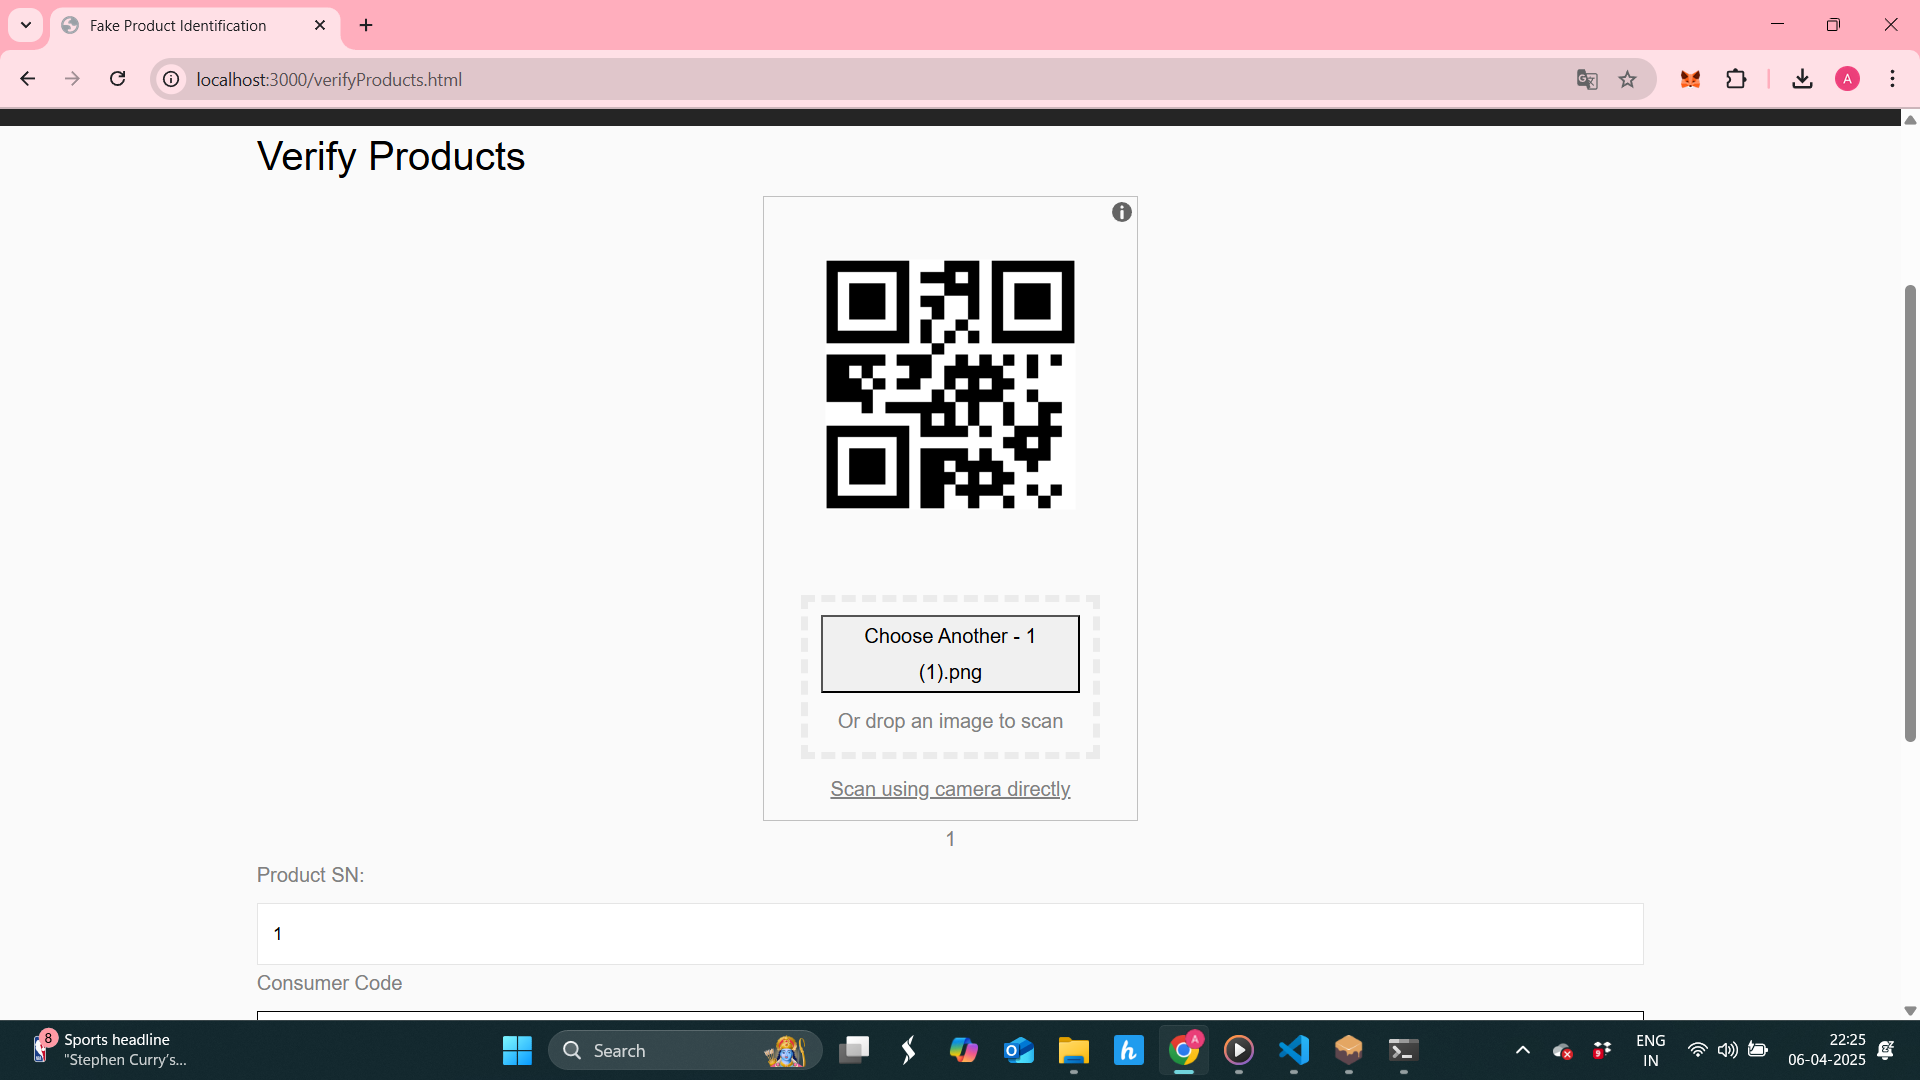 Fake Product Identification
localhost:3000/verifyProducts.html
A
Verify Products
Choose Another - 1
(1).png
Or drop an image to scan
Scan using camera directly
1
Product SN:
1
Consumer Code
8
Sports headline
"Stephen Curry's...
Search
h
A
9
ENG
IN
22:25
06-04-2025